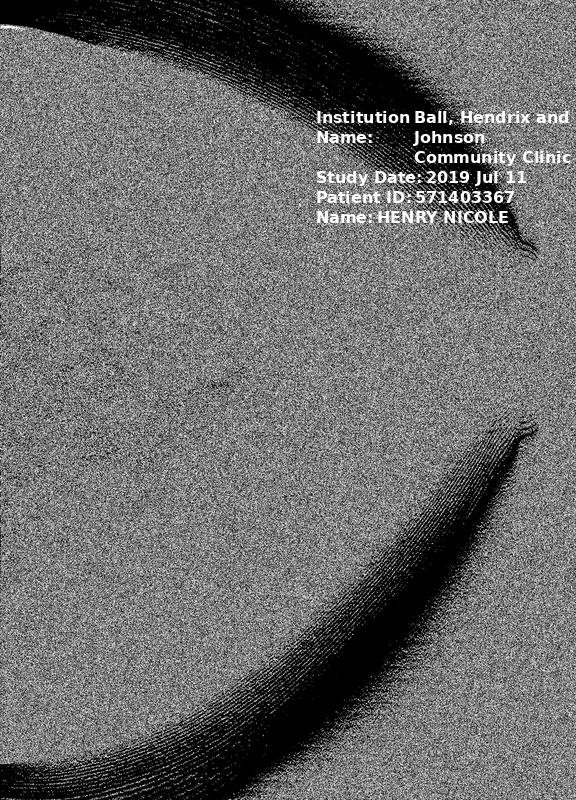 Institution Ball, Hendrix and
Name: Johnson
Community Clinic
Study Date: 2019 Jul 11
Patient ID: 571403367
Name: HENRY NICOLE